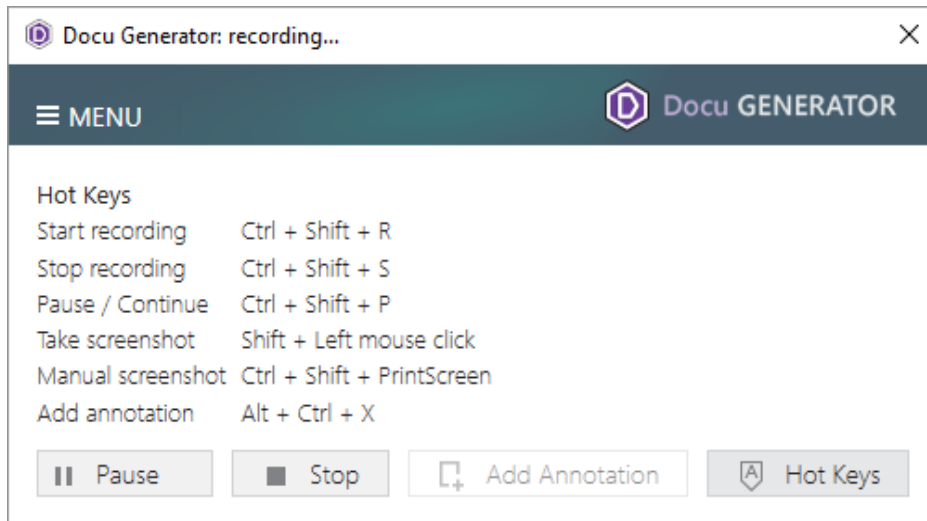 Docu Generator: recording...
MENU
Docu GENERATOR
Hot Keys
Start recording Ctrl + Shift + R
Stop recording Ctrl + Shift + S
Pause / Continue Ctrl + Shift + P
Take screenshot Shift + Left mouse click
Manual screenshot Ctrl + Shift + PrintScreen
Add annotation Alt + Ctrl + X
Pause Stop Add Annotation Hot Keys